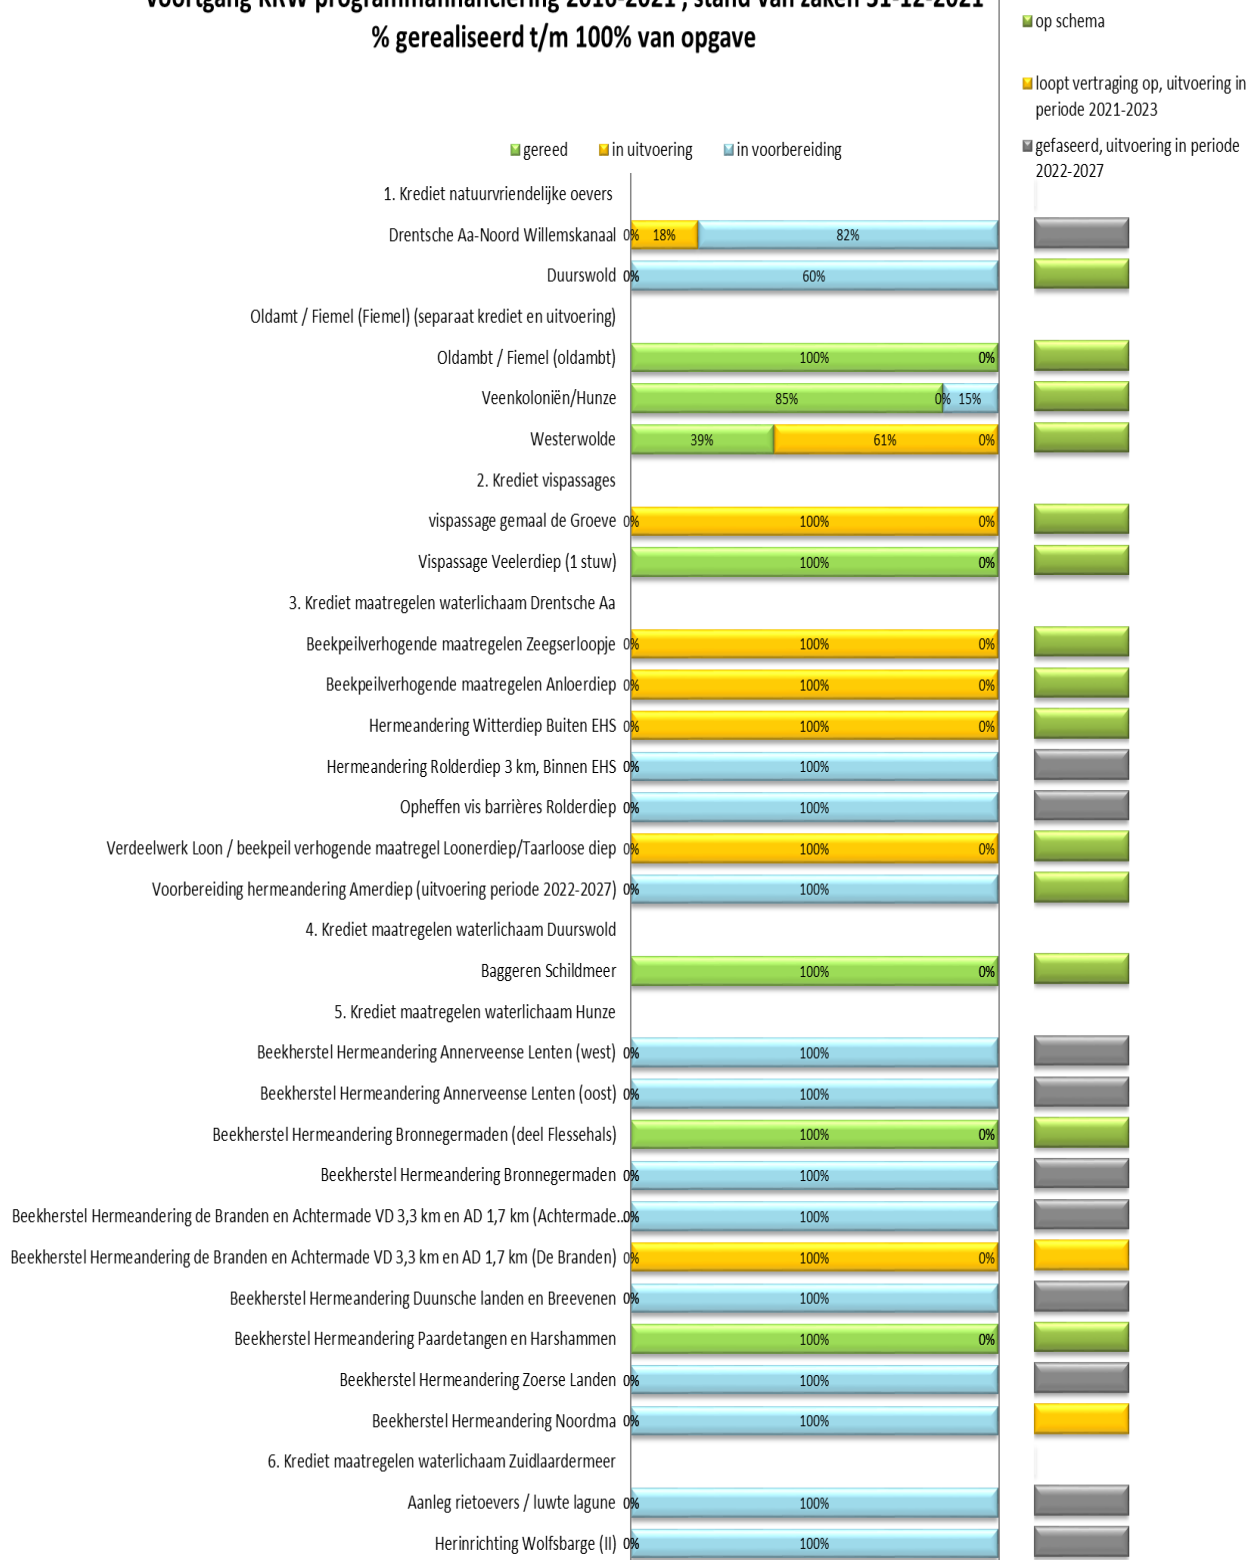 % gerealiseerd t/m 100% van opgave
op schema
loopt vertraging op, uitvoering in
periode 2021-2023
gefaseerd, uitvoering in periode
2022-2027
gereed in uitvoering in voorbereiding
1. Krediet natuurvriendelijke oevers
Drentsche Aa-Noord Willemskanaal 0% 18% 82%
Duurswold 0% 60%
Oldamt / Fiemel (Fiemel) (separaat krediet en uitvoering)
Oldambt / Fiemel (oldambt) 100% 0%
Veenkoloniën/Hunze 85% 0% 15%
Westerwolde 39% 61% 0%
2. Krediet vispassages
vispassage gemaal de Groeve 0% 100% 0%
Vispassage Veelerdiep (1 stuw) 100% 0%
3. Krediet maatregelen waterlichaam Drentsche Aa
Beekpeilverhogende maatregelen Zeegserloopje 0% 100% 0%
Beekpeilverhogende maatregelen Anloerdiep 0% 100% 0%
Hermeandering Witterdiep Buiten EHS 0% 100% 0%
Hermeandering Rolderdiep 3 km, Binnen EHS 0% 100%
Opheffen vis barrières Rolderdiep 0% 100%
Verdeelwerk Loon / beekpeil verhogende maatregel Loonerdiep/Taarloose diep 0% 100% 0%
Voorbereiding hermeandering Amerdiep (uitvoering periode 2022-2027) 0% 100%
4. Krediet maatregelen waterlichaam Duurswold
Baggeren Schildmeer 100% 0%
5. Krediet maatregelen waterlichaam Hunze
Beekherstel Hermeandering Annerveense Lenten (west) 0% 100%
Beekherstel Hermeandering Annerveense Lenten (oost) 0% 100%
Beekherstel Hermeandering Bronnegermaden (deel Flessehals) 100% 0%
Beekherstel Hermeandering Bronnegermaden 0% 100%
Beekherstel Hermeandering de Branden en Achtermade VD 3,3 km en AD 1,7 km (Achtermade... 0% 100%
Beekherstel Hermeandering de Branden en Achtermade VD 3,3 km en AD 1,7 km (De Branden) 0% 100% 0%
Beekherstel Hermeandering Duunsche landen en Breevenen 0% 100%
Beekherstel Hermeandering Paardetangen en Harshammen 100% 0%
Beekherstel Hermeandering Zoerse Landen 0% 100%
Beekherstel Hermeandering Noordma 0% 100%
6. Krediet maatregelen waterlichaam Zuidlaardermeer
Aanleg rietoevers / luwte lagune 0% 100%
Herinrichting Wolfsbarge (II) 0% 100%